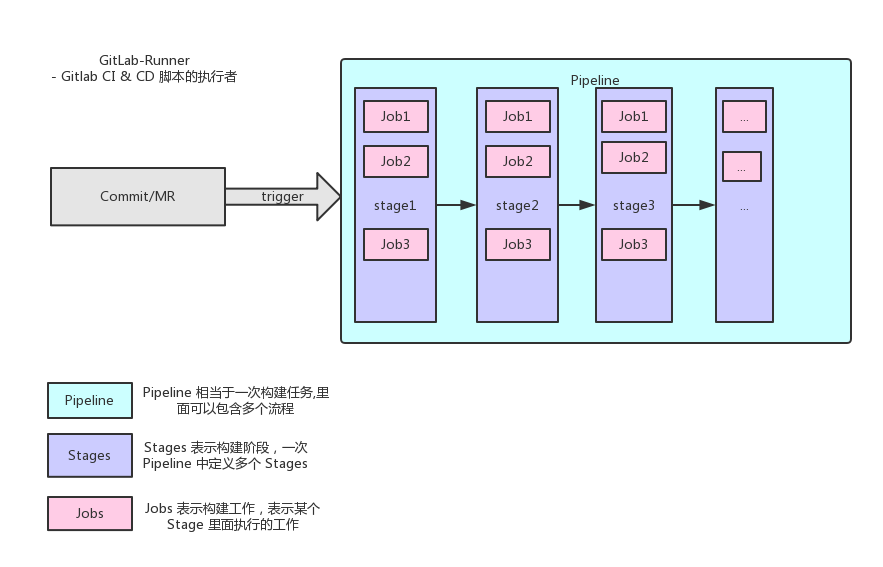 GitLab-Runner
- Gitlab CI & CD 脚本的执行者
Pipeline
Job1
Job1
Job1
...
Job2
Job2
Job2
...
Commit/MR
trigger
stage1
stage2
stage3
...
Job3
Job3
Job3
Pipeline
Pipeline 相当于一次构建任务,里
面可以包含多个流程
Stages
Stages 表示构建阶段，一次
Pipeline 中定义多个 Stages
Jobs
Jobs 表示构建工作，表示某个
Stage 里面执行的工作